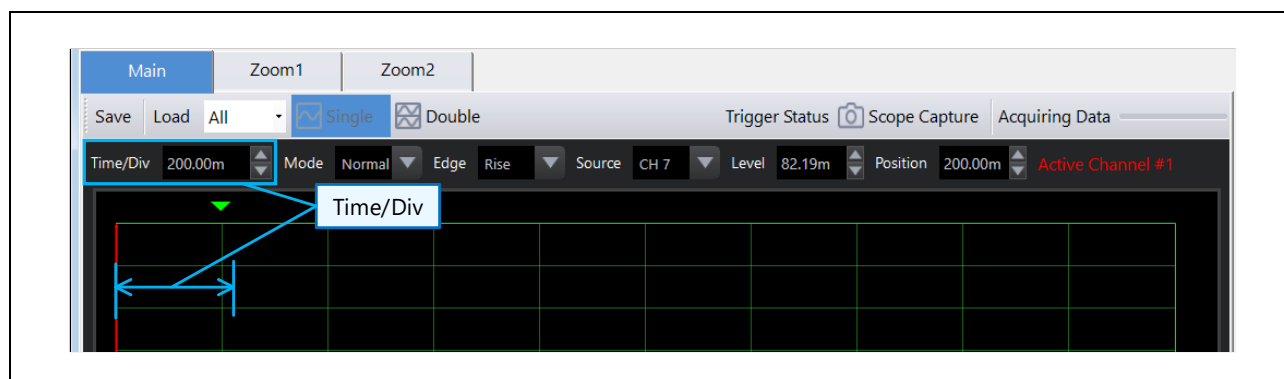 Main Zoom1 Zoom2
Save Load All Single Double Trigger Status Scope Capture Acquiring Data
Time/Div 200.00m Mode Normal Edge Rise Source CH 7 Level 82.19m Position 200.00m Active Channel #1
Time/Div